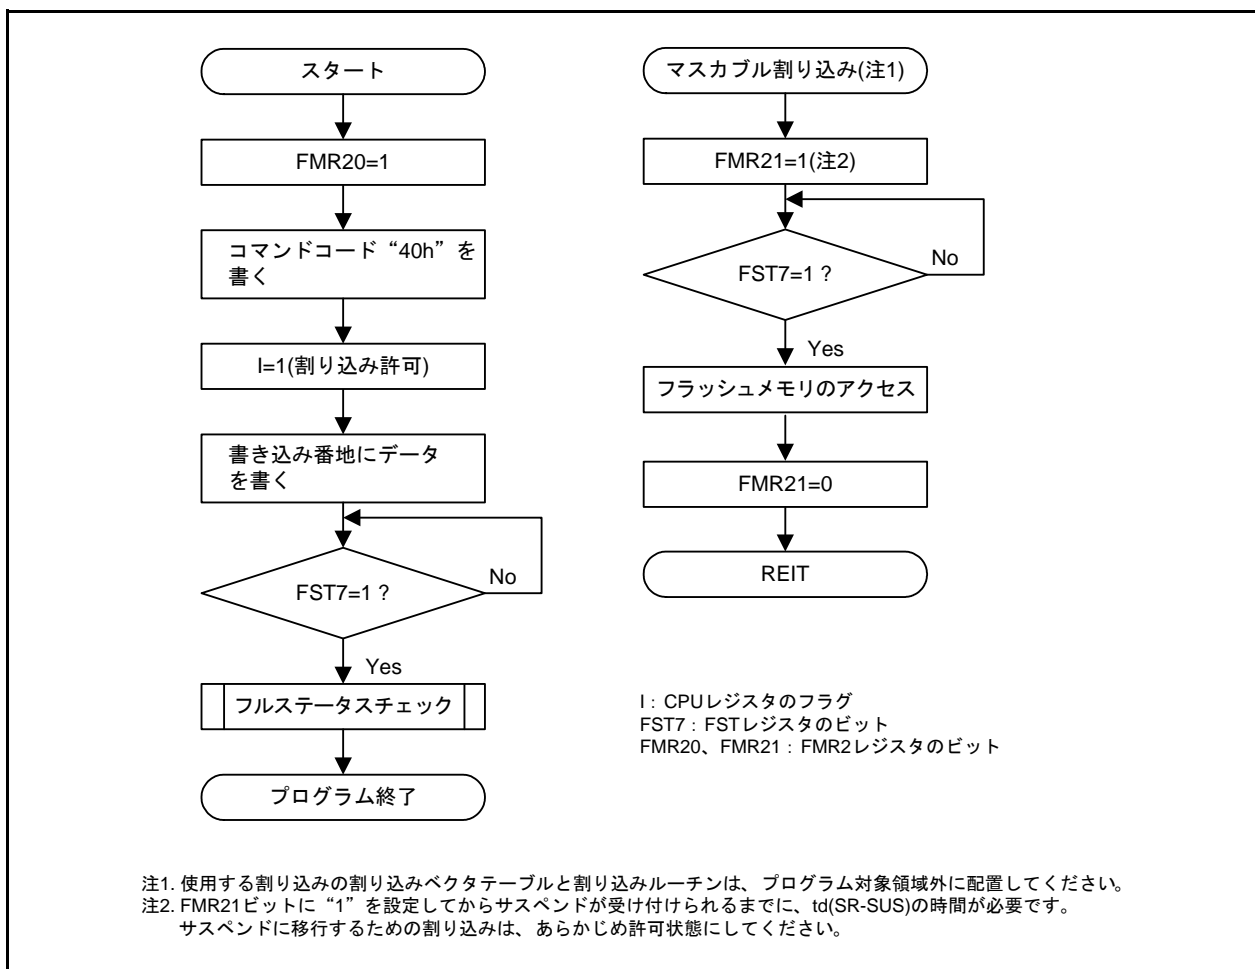 スタート
FMR20=1
コマンドコード“40h”を
書く
I=1(割り込み許可)
書き込み番地にデータ
を書く
FST7=1 ?
No
Yes
フルステータスチェック
プログラム終了
マスカブル割り込み(注1)
FMR21=1(注2)
FST7=1 ?
No
Yes
フラッシュメモリのアクセス
FMR21=0
REIT
I : CPUレジスタのフラグ
FST7 : FSTレジスタのビット
FMR20、FMR21 : FMR2レジスタのビット
注1. 使用する割り込みの割り込みベクタテーブルと割り込みルーチンは、プログラム対象領域外に配置してください。
注2. FMR21ビットに“1”を設定してからサスペンドが受け付けられるまでに、td(SR-SUS)の時間が必要です。
サスペンドに移行するための割り込みは、あらかじめ許可状態にしてください。